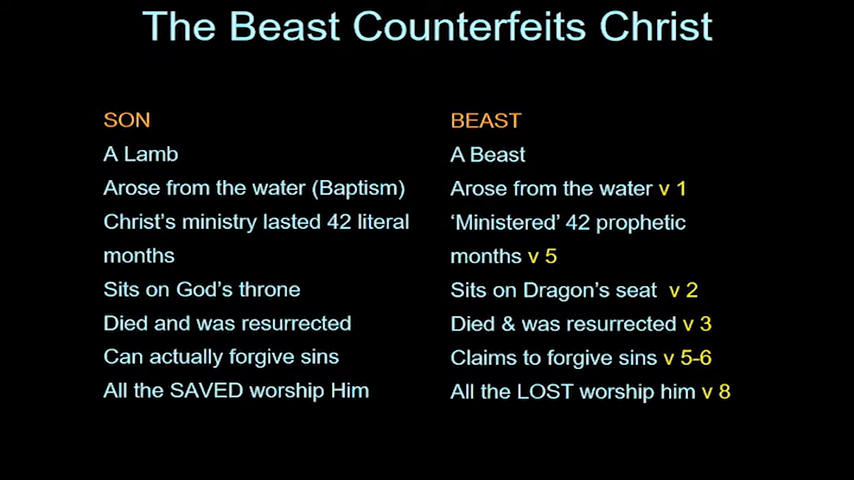 The Beast Counterfeits Christ
SON
A Lamb
Arose from the water (Baptism)
Christ's ministry lasted 42 literal
months
Sits on God's throne
Died and was resurrected
Can actually forgive sins
All the SAVED worship Him
BEAST
A Beast
Arose from the water v 1
‘Ministered’ 42 prophetic
months v 5
Sits on Dragon's seat v 2
Died & was resurrected v 3
Claims to forgive sins v 5-6
All the LOST worship him v 8